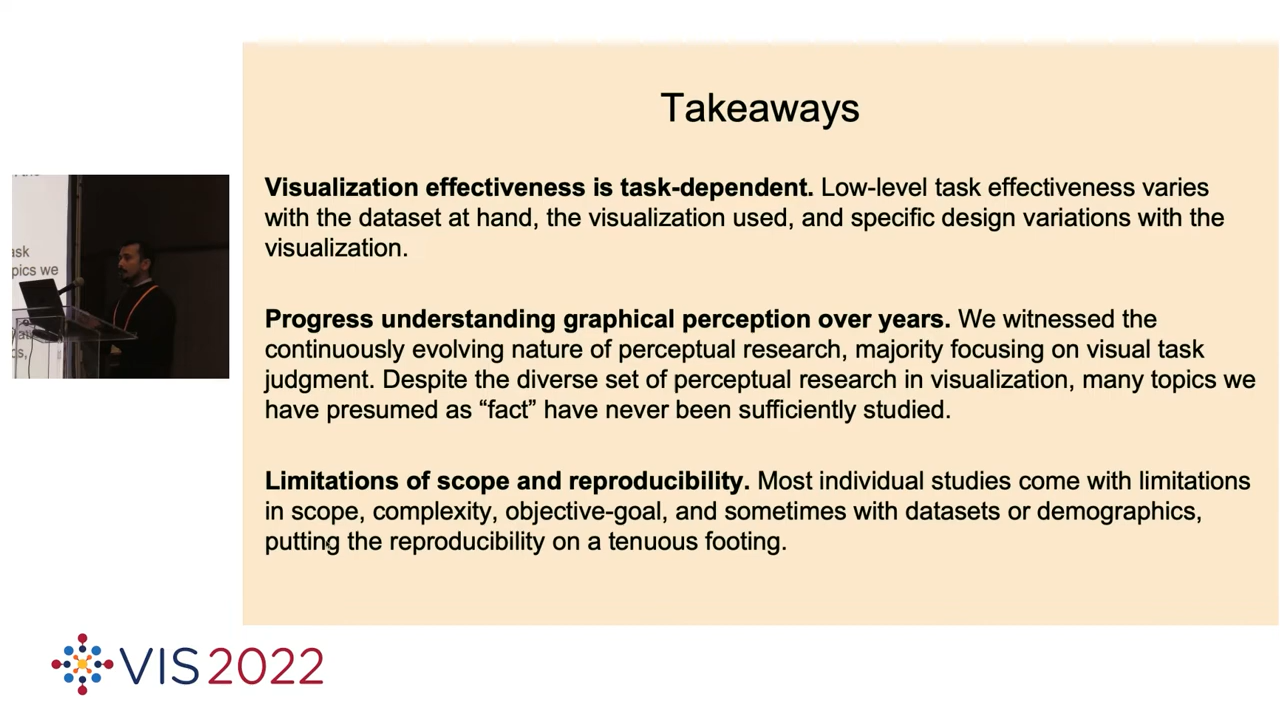 Takeaways
Visualization effectiveness is task-dependent. Low-level task effectiveness varies
with the dataset at hand, the visualization used, and specific design variations with the
visualization.
Progress understanding graphical perception over years. We witnessed the
continuously evolving nature of perceptual research, majority focusing on visual task
judgment. Despite the diverse set of perceptual research in visualization, many topics we
have presumed as “fact” have never been sufficiently studied.
Limitations of scope and reproducibility. Most individual studies come with limitations
in scope, complexity, objective-goal, and sometimes with datasets or demographics,
putting the reproducibility on a tenuous footing.
ask
pics we
VIS2022